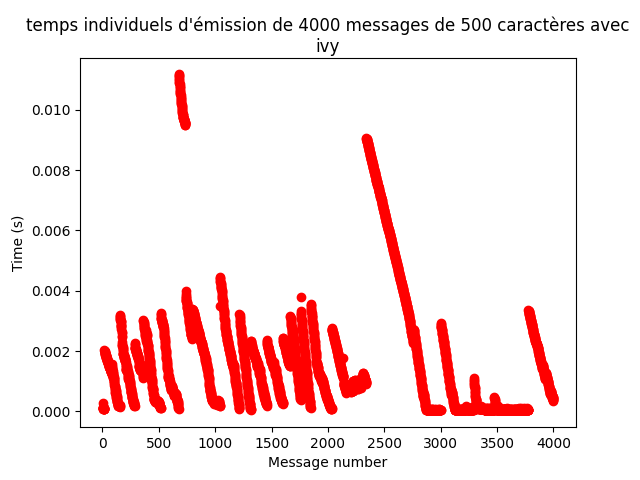 temps individuels d'émission de 4000 messages de 500 caractères avec
ivy
0.010
0.008
0.006
0.004
0.002
0.000
Time (s)
0 500 1000 1500 2000 2500 3000 3500 4000
Message number